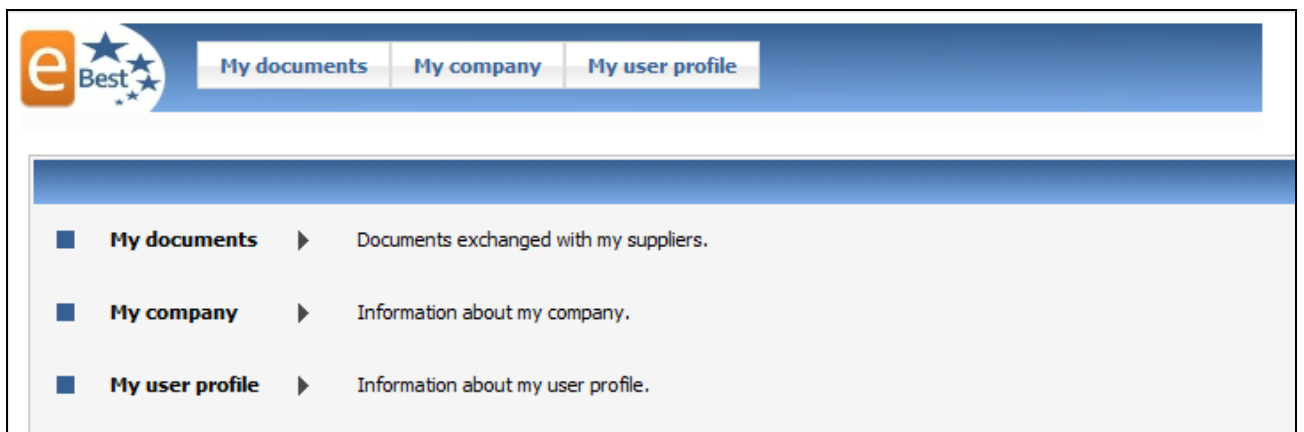 e Best
My documents My company My user profile
My documents Documents exchanged with my suppliers.
My company Information about my company.
My user profile Information about my user profile.